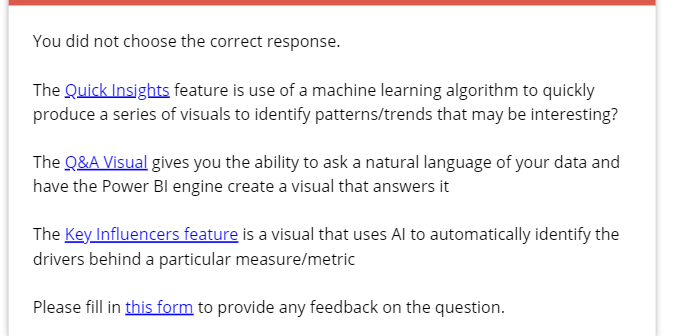 You did not choose the correct response.
The Quick Insights feature is use of a machine learning algorithm to quickly
produce a series of visuals to identify patterns/trends that may be interesting?
The Q&A Visual gives you the ability to ask a natural language of your data and
have the Power BI engine create a visual that answers it
The Key Influencers feature is a visual that uses AI to automatically identify the
drivers behind a particular measure/metric
Please fill in this form to provide any feedback on the question.